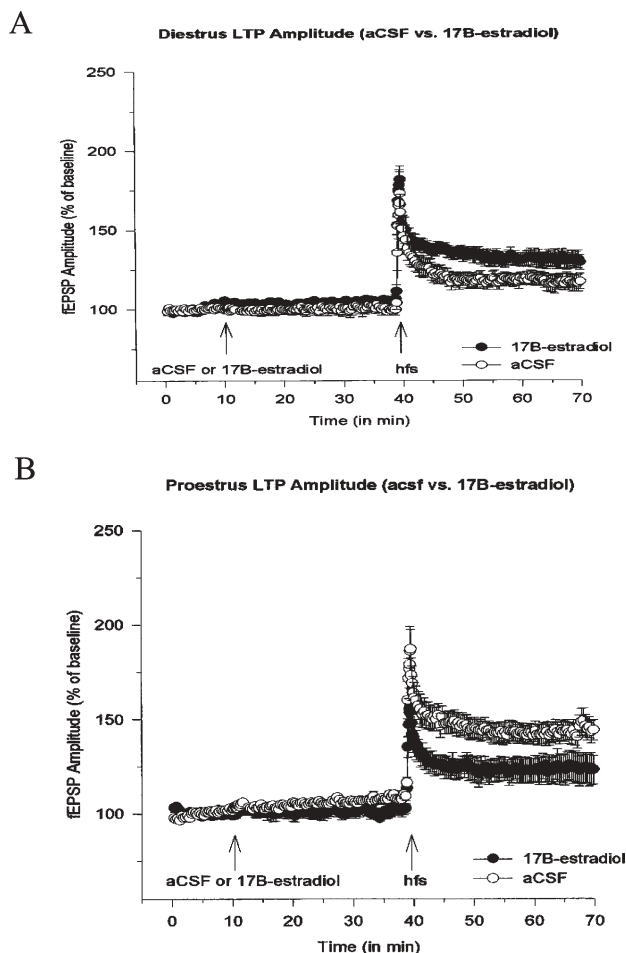 A
Diestrus LTP Amplitude (aCSF vs. 17B-estradiol)
250
200
150
100
fEPSP Amplitude (% of baseline)
aCSF or 17B-estradiol
hfs
17B-estradiol
aCSF
0 10 20 30 40 50 60 70
Time (in min)
B
Proestrus LTP Amplitude (acsf vs. 17B-estradiol)
250
200
150
100
fEPSP Amplitude (% of baseline)
aCSF or 17B-estradiol
hfs
17B-estradiol
aCSF
0 10 20 30 40 50 60 70
Time (in min)